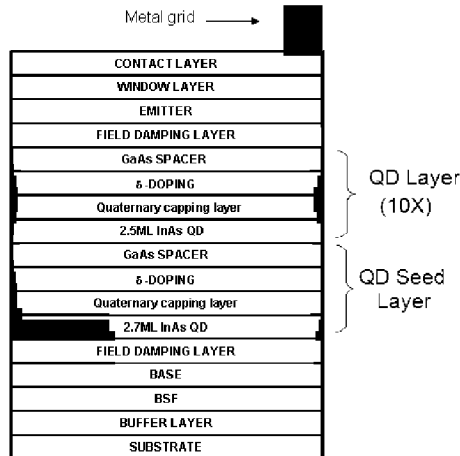 Metal grid
CONTACT LAYER
WINDOW LAYER
EMITTER
FIELD DAMPING LAYER
GaAs SPACER
δ-DOPING
Quaternary capping layer
2.5ML InAs QD
QD Layer
(10X)
GaAs SPACER
δ-DOPING
Quaternary capping layer
2.7ML InAs QD
QD Seed
Layer
FIELD DAMPING LAYER
BASE
BSF
BUFFER LAYER
SUBSTRATE